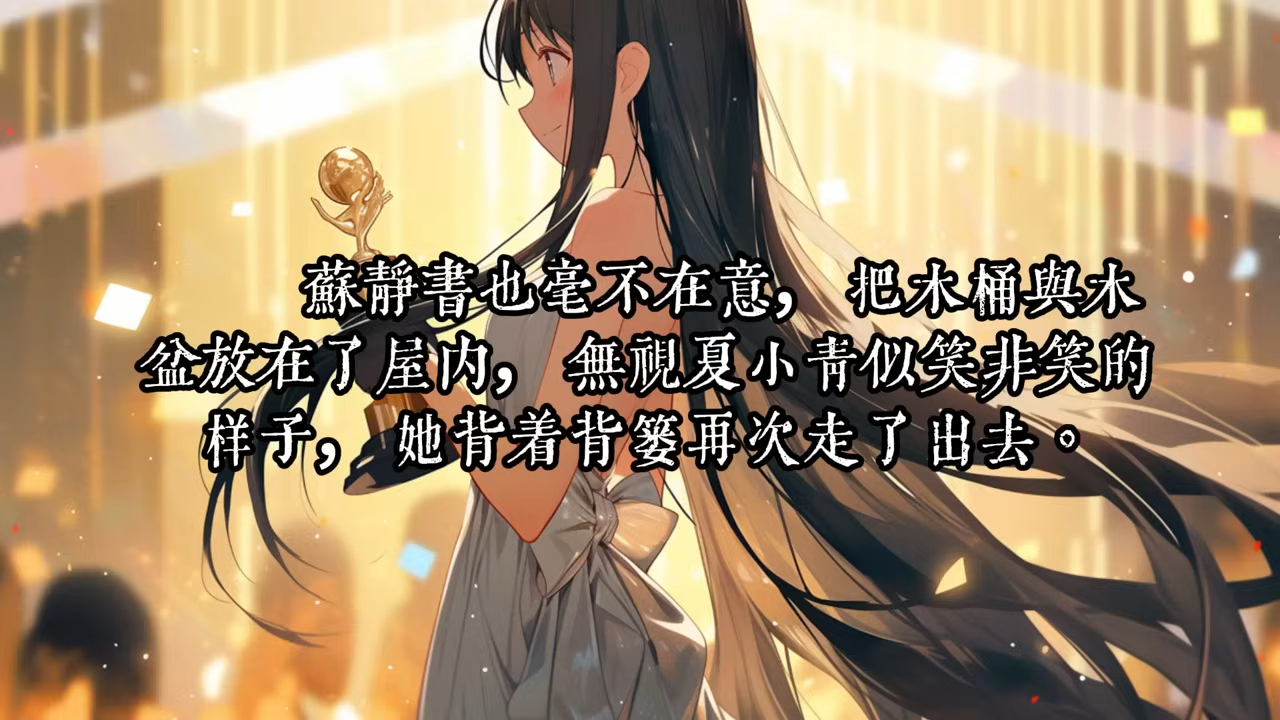 蘇靜書也毫不在意，把木桶與木
盆放在了屋内，無視夏小青似笑非笑的
样子，她背着背篓再次走了出去。